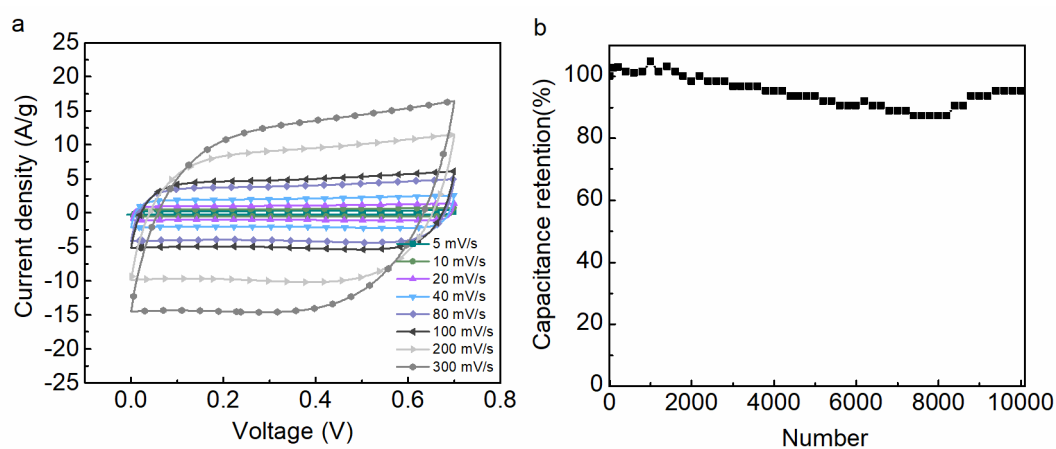 a
25
20
15
10
5
0
-5
-10
-15
-20
-25
Current density (A/g)
0.0 0.2 0.4 0.6 0.8
Voltage (V)
5 mV/s
10 mV/s
20 mV/s
40 mV/s
80 mV/s
100 mV/s
200 mV/s
300 mV/s
b
100
80
60
40
20
0
Capacitance retention(%)
0 2000 4000 6000 8000 10000
Number